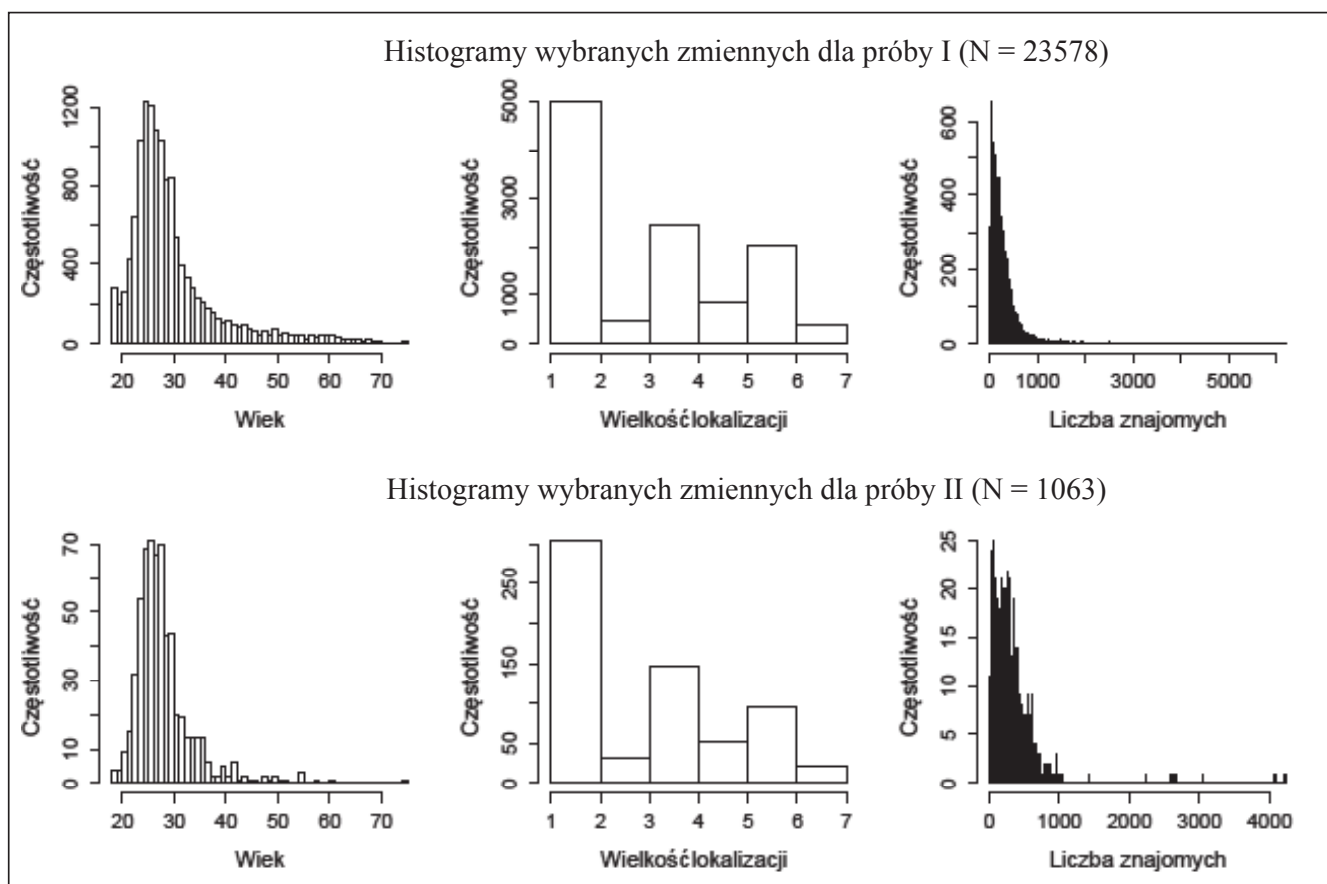 Histogramy wybranych zmiennych dla próby I (N = 23578)
Częstotliwość
0 400 800 1200
20 30 40 50 60 70
Wiek
Częstotliwość
0 1000 3000 5000
1 2 3 4 5 6 7
Wielkośćlokalizacji
Częstotliwość
0 200 400 600
0 1000 3000 5000
Liczba znajomych
Histogramy wybranych zmiennych dla próby II (N = 1063)
Częstotliwość
0 10 30 50 70
20 30 40 50 60 70
Wiek
Częstotliwość
0 50 150 250
1 2 3 4 5 6 7
Wielkośćlokalizacji
Częstotliwość
0 5 10 15 20 25
0 1000 2000 3000 4000
Liczba znajomych